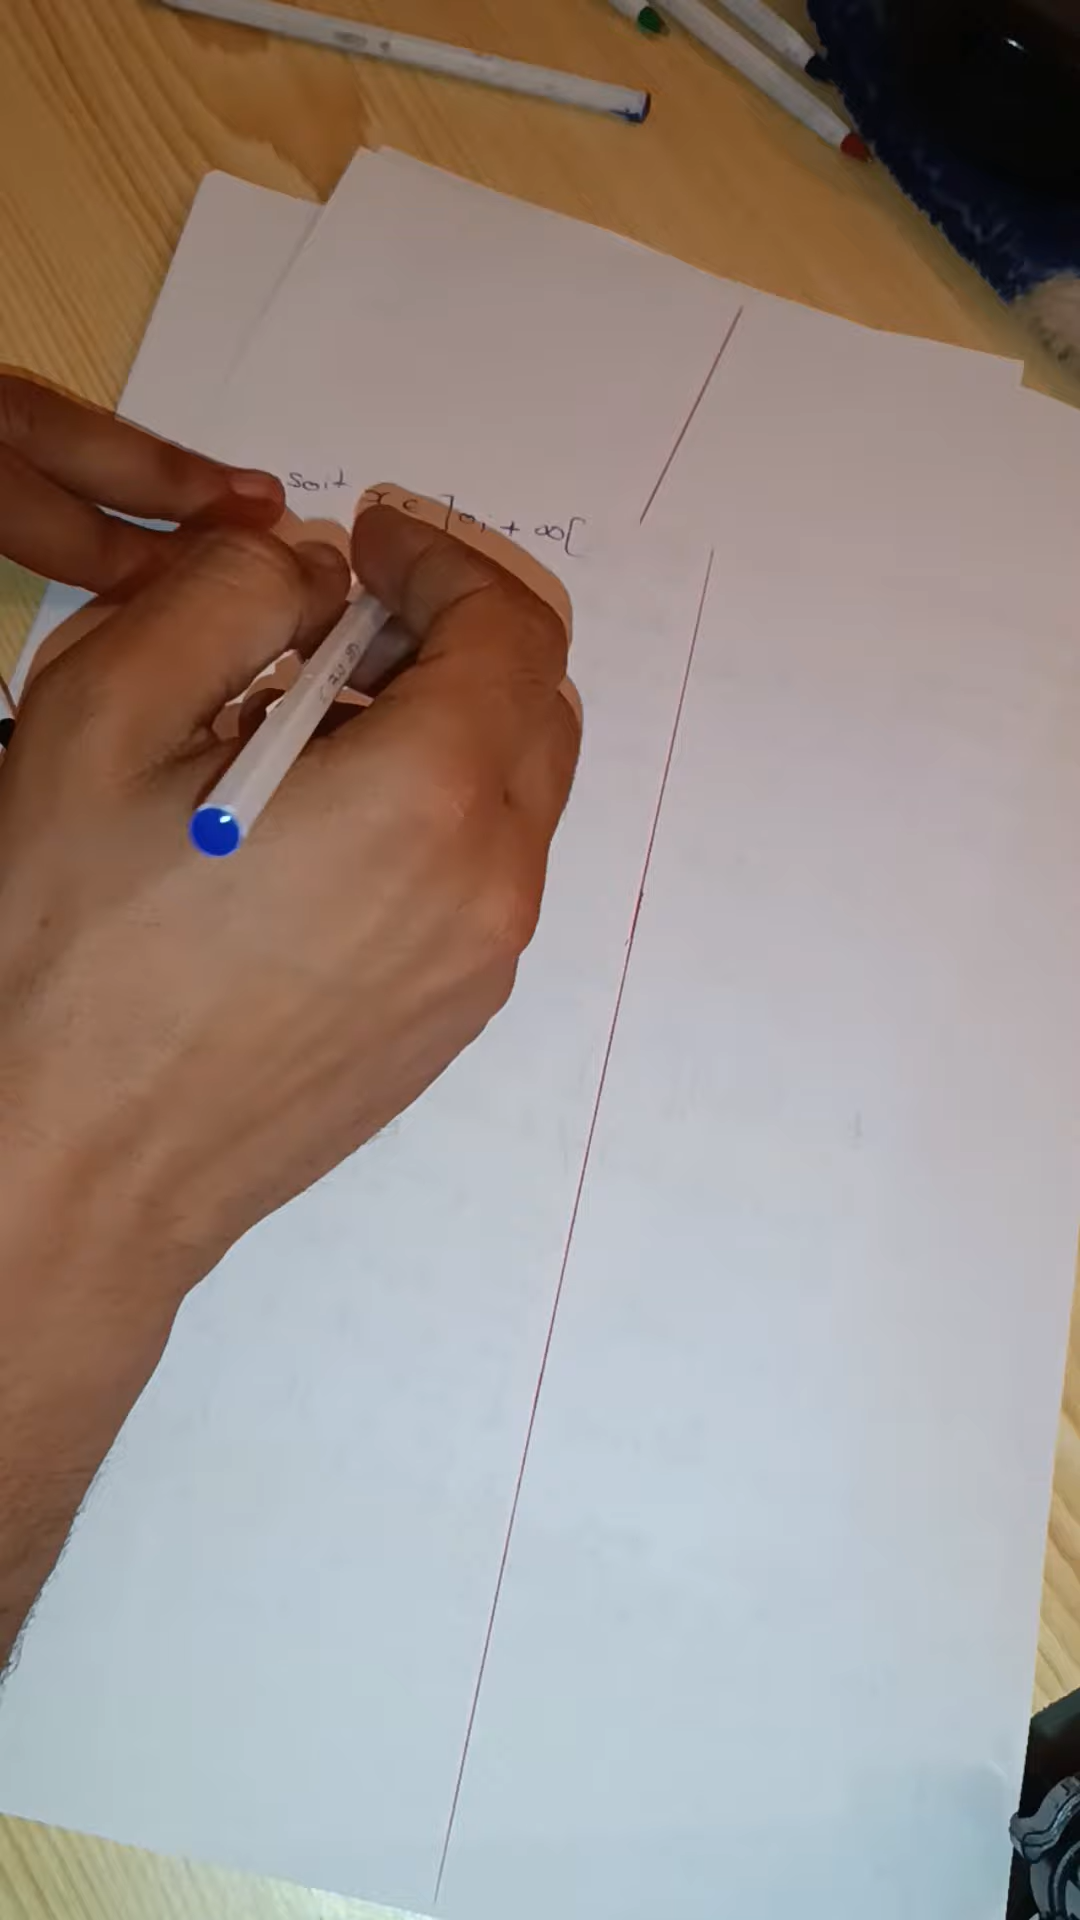 Soit x ∈ ]0; +∞[